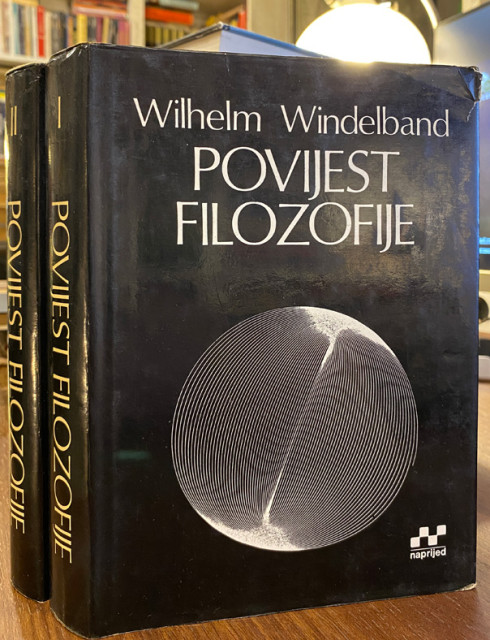 Wilhelm Windelband
POVIJEST
FILOZOFIJE
naprijed
I
POVIJEST FILOZOFIJE
II
POVIJEST FILOZOFIJE